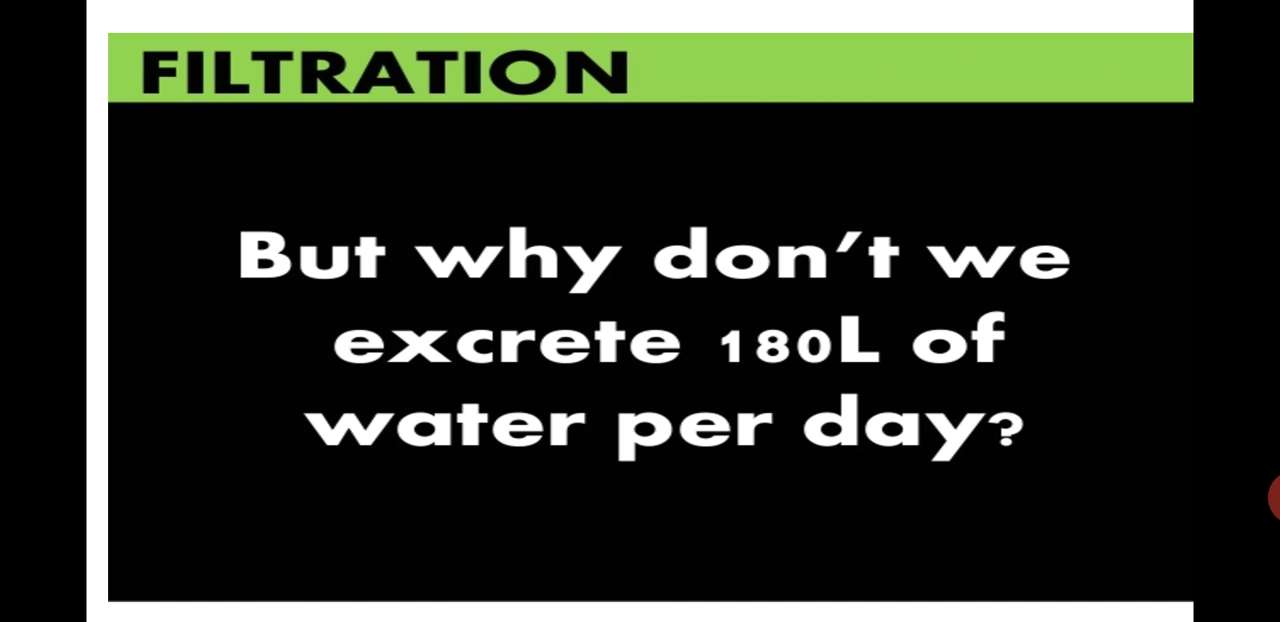 FILTRATION
But why don’t we
excrete 180L of
water per day?